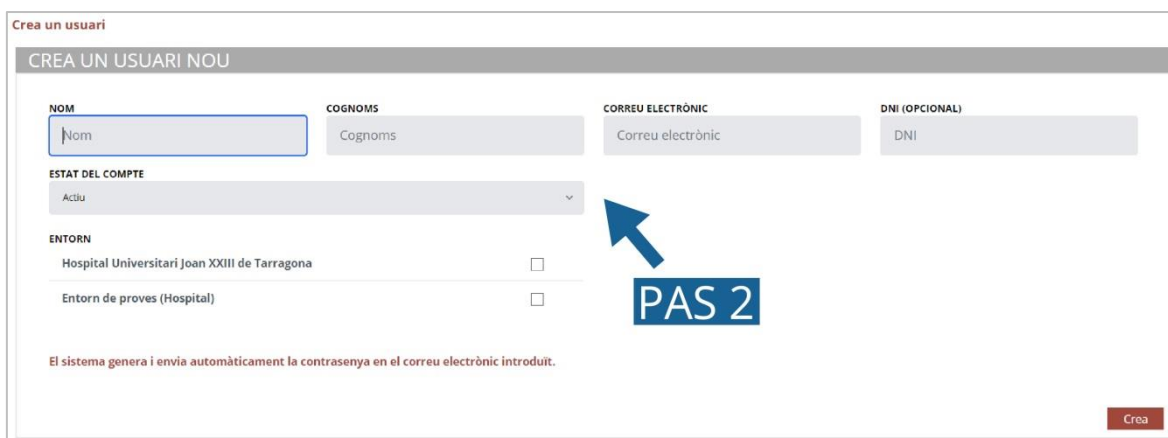 Crea un usuari
CREA UN USUARI NOU
NOM COGNOMS CORREU ELECTRÒNIC DNI (OPCIONAL)
Nom Cognoms Correu electrònic DNI
ESTAT DEL COMPTE
Actiu
ENTORN
Hospital Universitari Joan XXIII de Tarragona
Entorn de proves (Hospital)
PAS 2
El sistema genera i envia automàticament la contrasenya en el correu electrònic introduït.
Crea